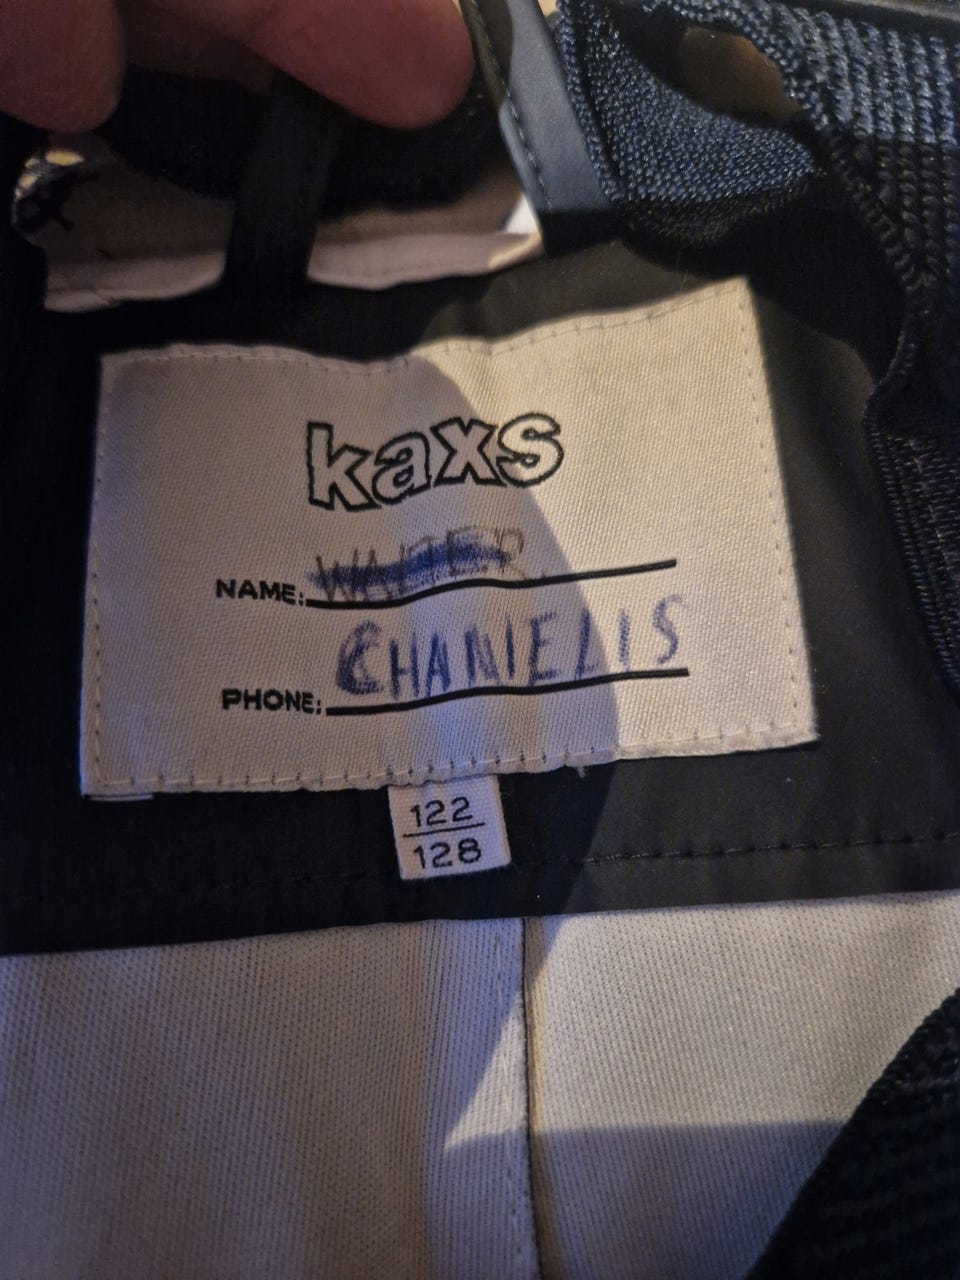 kaxs
NAME:
CHANIELIS
PHONE:
122
128